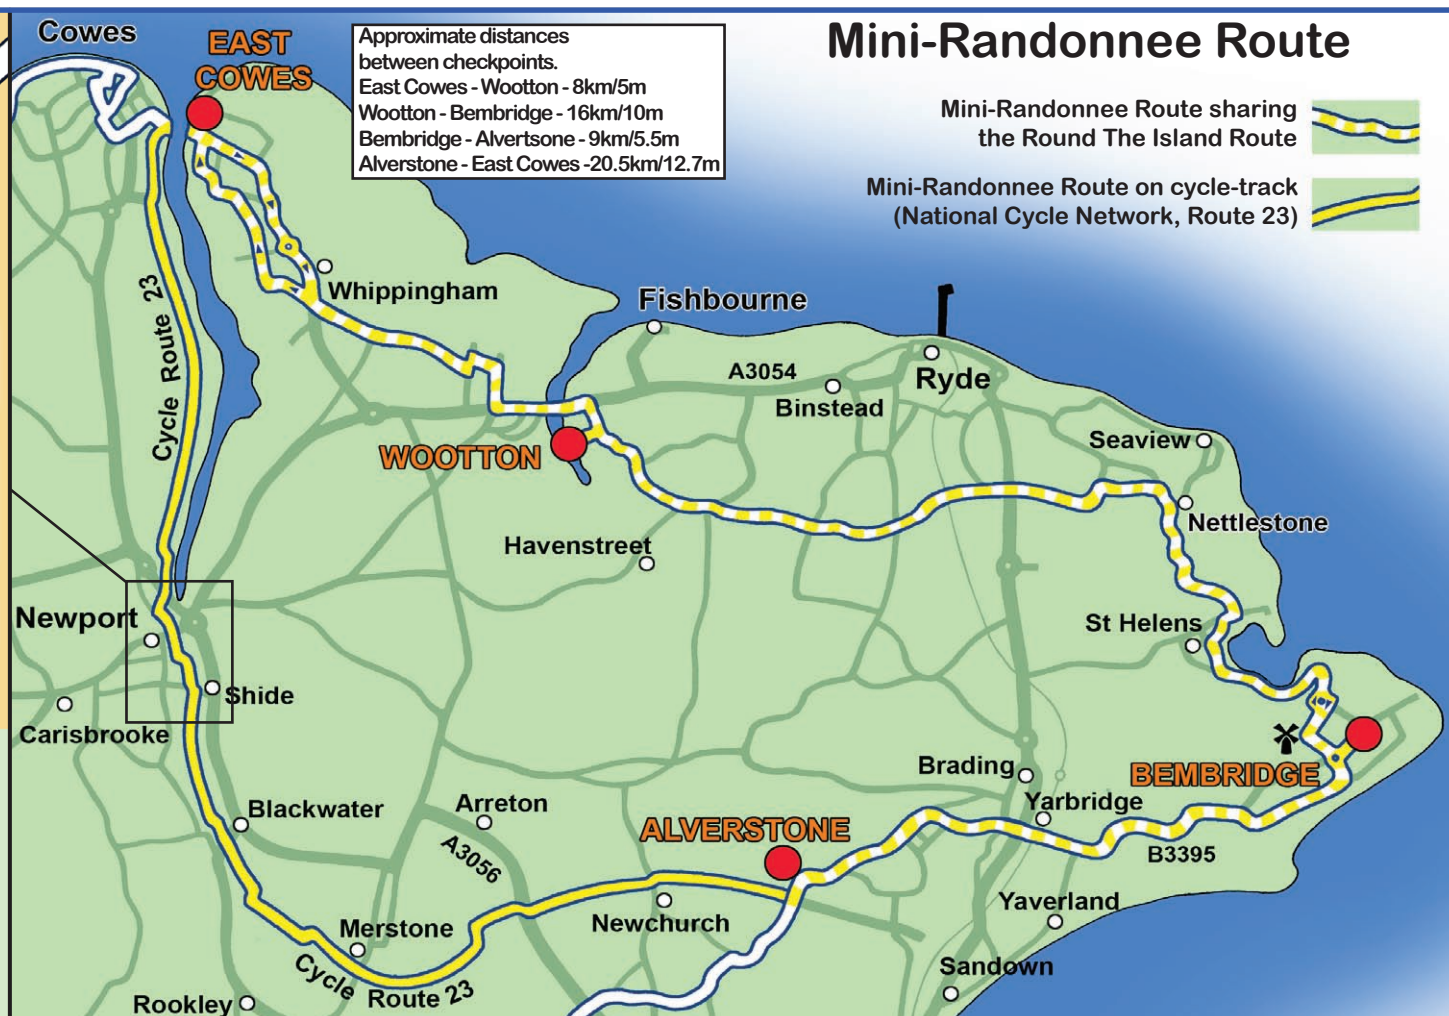 Mini-Randonnee Route
Approximate distances
between checkpoints.
East Cowes - Wootton - 8km/5m
Wootton - Bembridge - 16km/10m
Bembridge - Alvertsone - 9km/5.5m
Alverstone - East Cowes -20.5km/12.7m
Mini-Randonnee Route sharing
the Round The Island Route
Mini-Randonnee Route on cycle-track
(National Cycle Network, Route 23)
Cowes
EAST
COWES
Whippingham
Cycle Route 23
Fishbourne
A3054
Binstead
Ryde
WOOTTON
Seaview
Nettlestone
Havenstreet
Newport
St Helens
Shide
Carisbrooke
Brading
BEMBRIDGE
Yarbridge
Blackwater
Arreton
A3056
ALVERSTONE
B3395
Newchurch
Yaverland
Merstone
Sandown
Cycle Route 23
Rookley